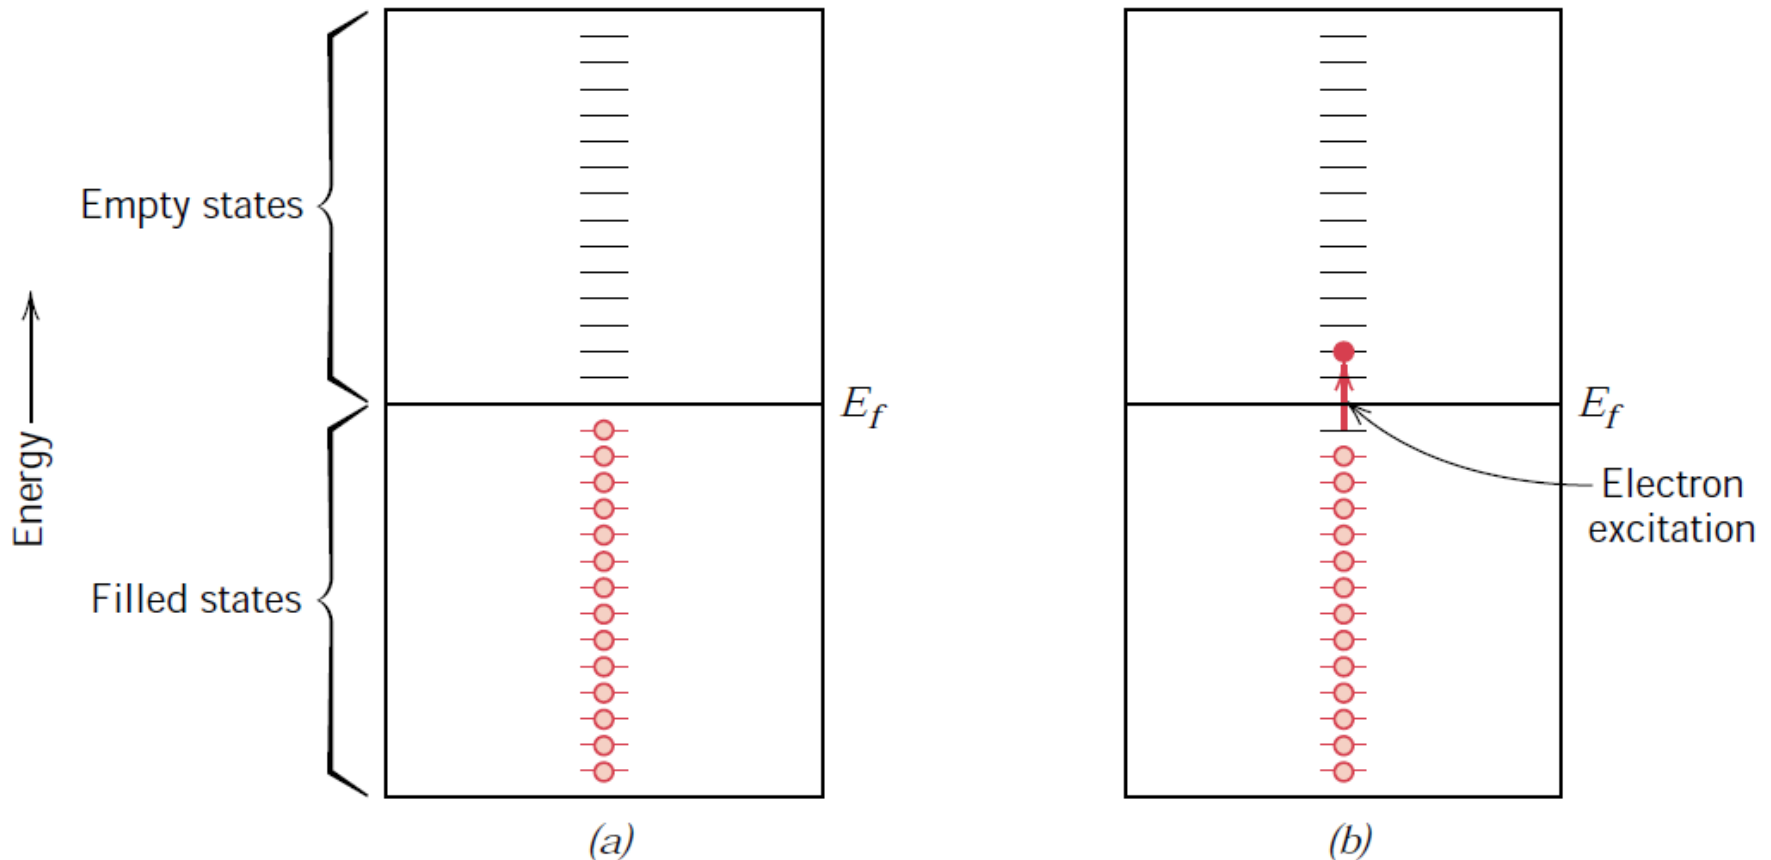 Empty states
Energy
Filled states
E_f
(a)
E_f
Electron
excitation
(b)